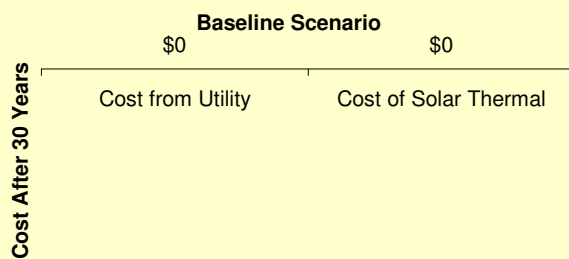 Baseline Scenario
$0 $0
Cost from Utility Cost of Solar Thermal
Cost After 30 Years